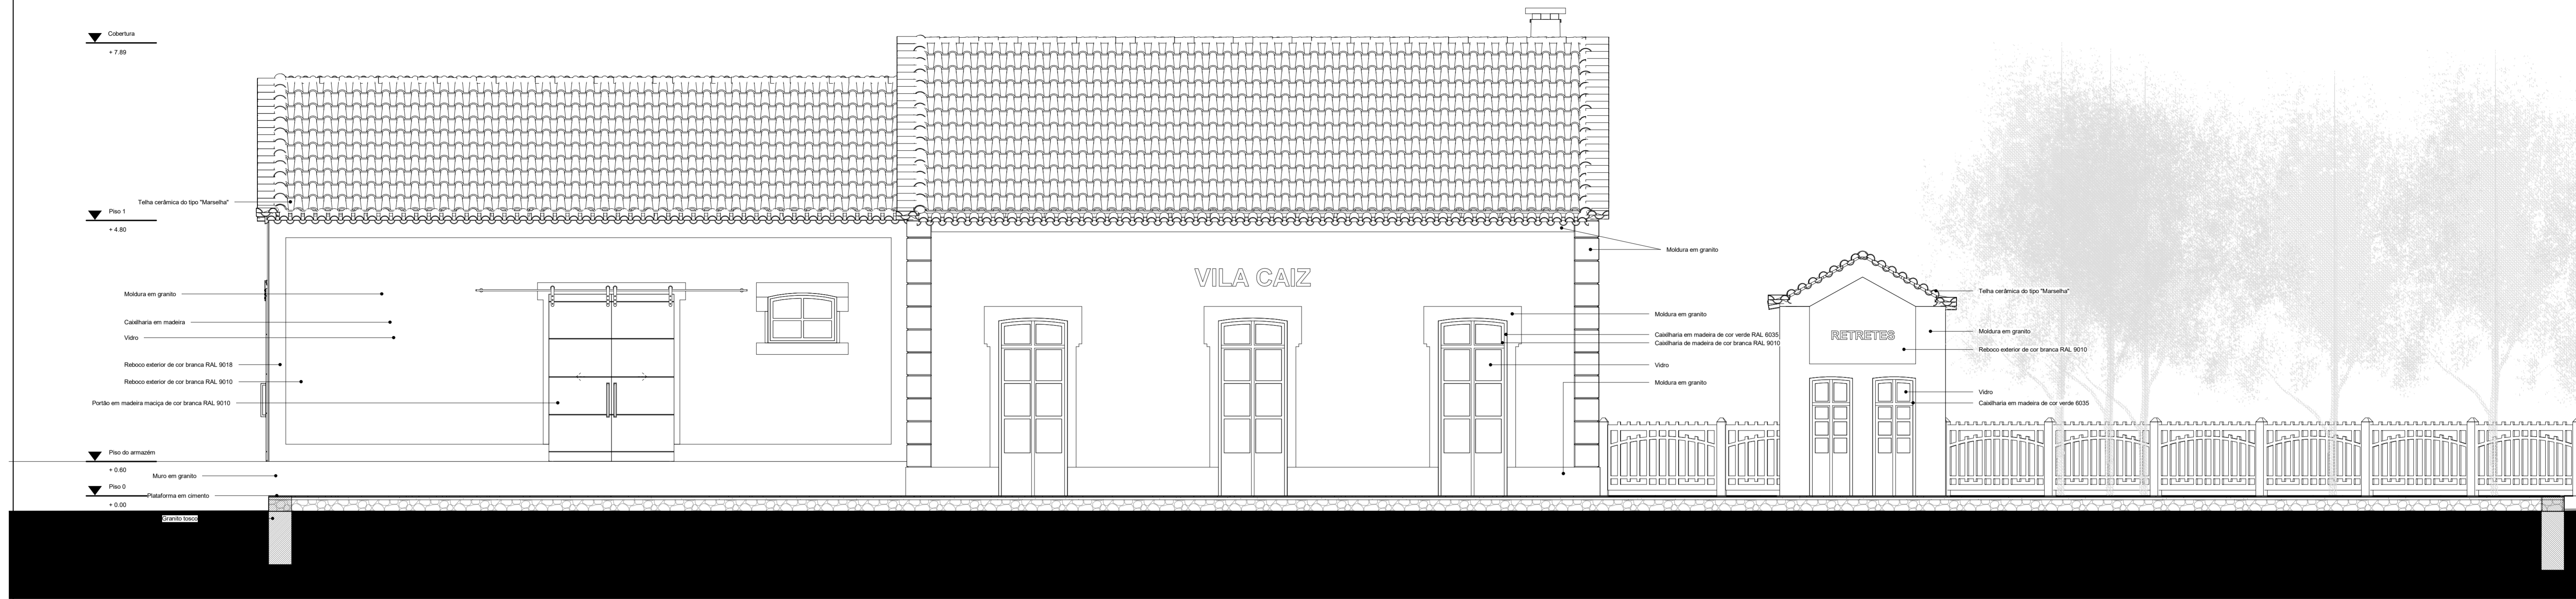 Cobertura
+ 7.89
Telha cerâmica do tipo "Marselha"
Piso 1
+ 4.80
Moldura em granito
Caixilharia em madeira
Vidro
Reboco exterior de cor branca RAL 9018
Reboco exterior de cor branca RAL 9010
Portão em madeira maciça de cor branca RAL 9010
Piso do armazém
+ 0.60
Muro em granito
Piso 0
Plataforma em cimento
+ 0.00
Granito tosco
VILA CAIZ
Moldura em granito
Moldura em granito
Caixilharia em madeira de cor verde RAL 6035
Caixilharia de madeira de cor branca RAL 9010
Vidro
Moldura em granito
RETRETES
Telha cerâmica do tipo "Marselha"
Moldura em granito
Reboco exterior de cor branca RAL 9010
Vidro
Caixilharia em madeira de cor verde 6035